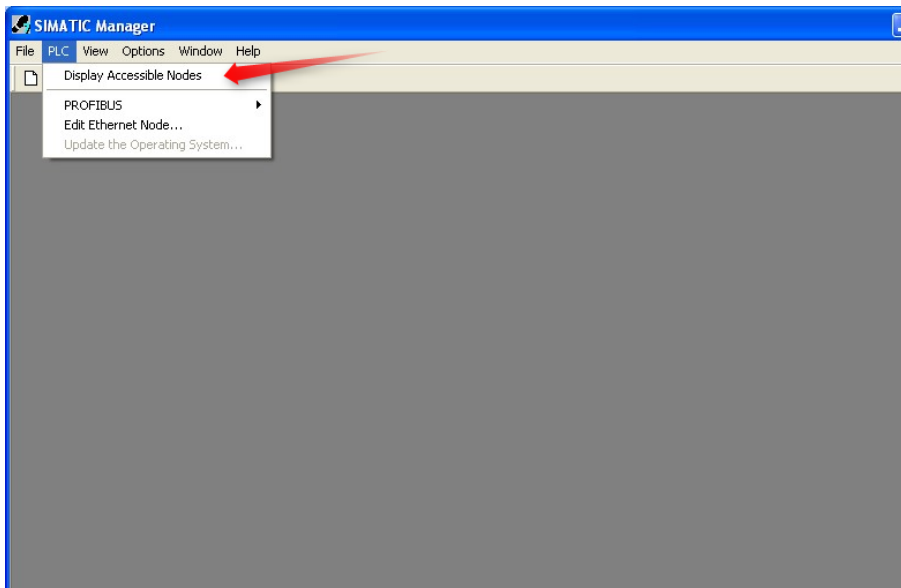 SIMATIC Manager
File PLC View Options Window Help
Display Accessible Nodes
PROFIBUS
Edit Ethernet Node...
Update the Operating System...